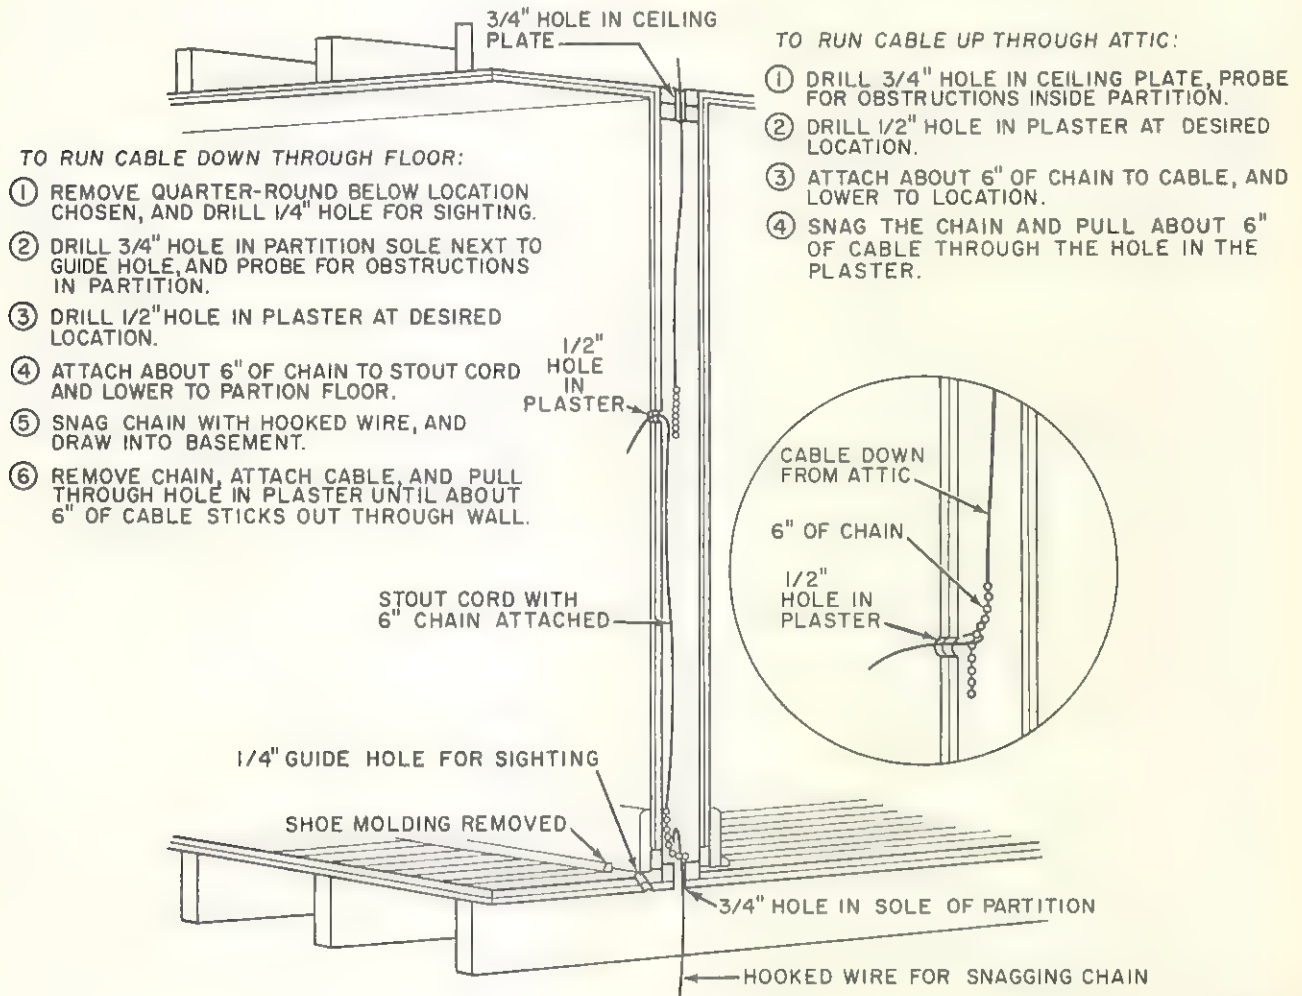 3/4" HOLE IN CEILING
PLATE
TO RUN CABLE UP THROUGH ATTIC:
① DRILL 3/4" HOLE IN CEILING PLATE, PROBE
FOR OBSTRUCTIONS INSIDE PARTITION.
② DRILL 1/2" HOLE IN PLASTER AT DESIRED
LOCATION.
③ ATTACH ABOUT 6" OF CHAIN TO CABLE, AND
LOWER TO LOCATION.
④ SNAG THE CHAIN AND PULL ABOUT 6"
OF CABLE THROUGH THE HOLE IN THE
PLASTER.
TO RUN CABLE DOWN THROUGH FLOOR:
① REMOVE QUARTER-ROUND BELOW LOCATION
CHOSEN, AND DRILL 1/4" HOLE FOR SIGHTING.
② DRILL 3/4" HOLE IN PARTITION SOLE NEXT TO
GUIDE HOLE, AND PROBE FOR OBSTRUCTIONS
IN PARTITION.
③ DRILL 1/2" HOLE IN PLASTER AT DESIRED
LOCATION.
④ ATTACH ABOUT 6" OF CHAIN TO STOUT CORD
AND LOWER TO PARTION FLOOR.
⑤ SNAG CHAIN WITH HOOKED WIRE, AND
DRAW INTO BASEMENT.
⑥ REMOVE CHAIN, ATTACH CABLE, AND PULL
THROUGH HOLE IN PLASTER UNTIL ABOUT
6" OF CABLE STICKS OUT THROUGH WALL.
1/2"
HOLE
IN
PLASTER
CABLE DOWN
FROM ATTIC
6" OF CHAIN
1/2"
HOLE IN
PLASTER
STOUT CORD WITH
6" CHAIN ATTACHED
1/4" GUIDE HOLE FOR SIGHTING
SHOE MOLDING REMOVED
3/4" HOLE IN SOLE OF PARTITION
HOOKED WIRE FOR SNAGGING CHAIN